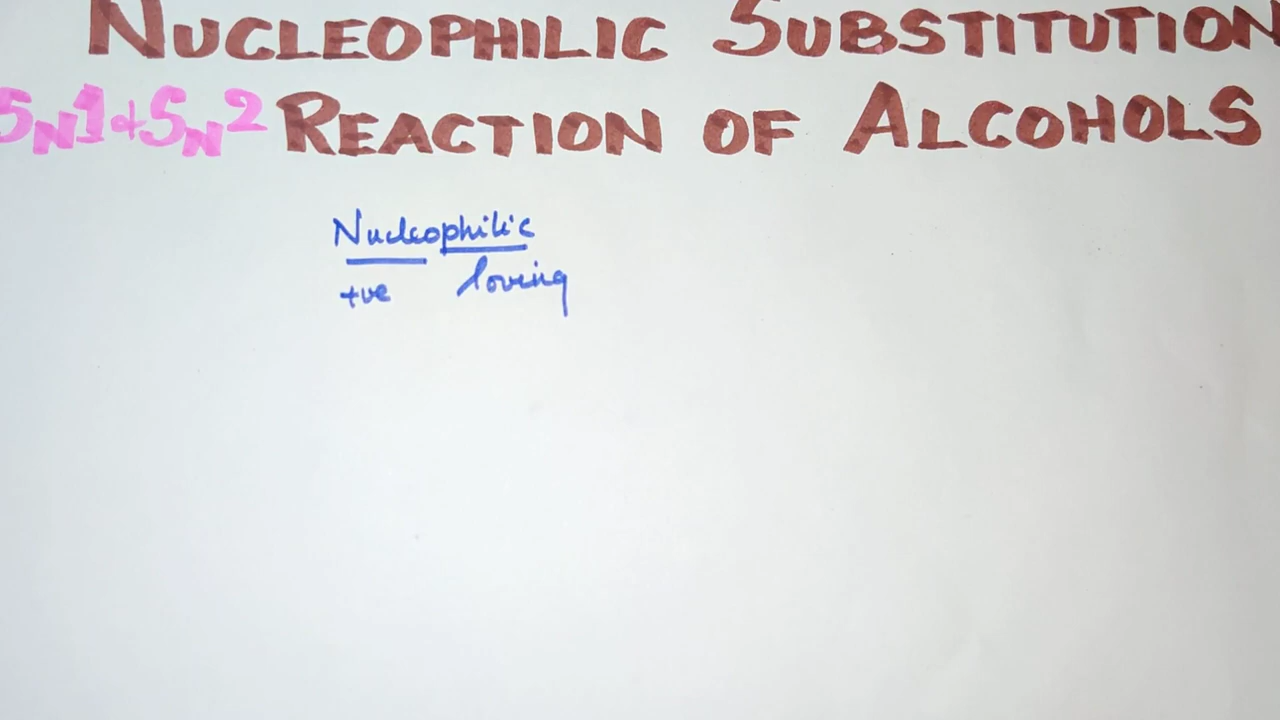 NUCLEOPHILIC SUBSTITUTION
SN1+SN2 REACTION OF ALCOHOLS
Nucleophilic
+ve loving